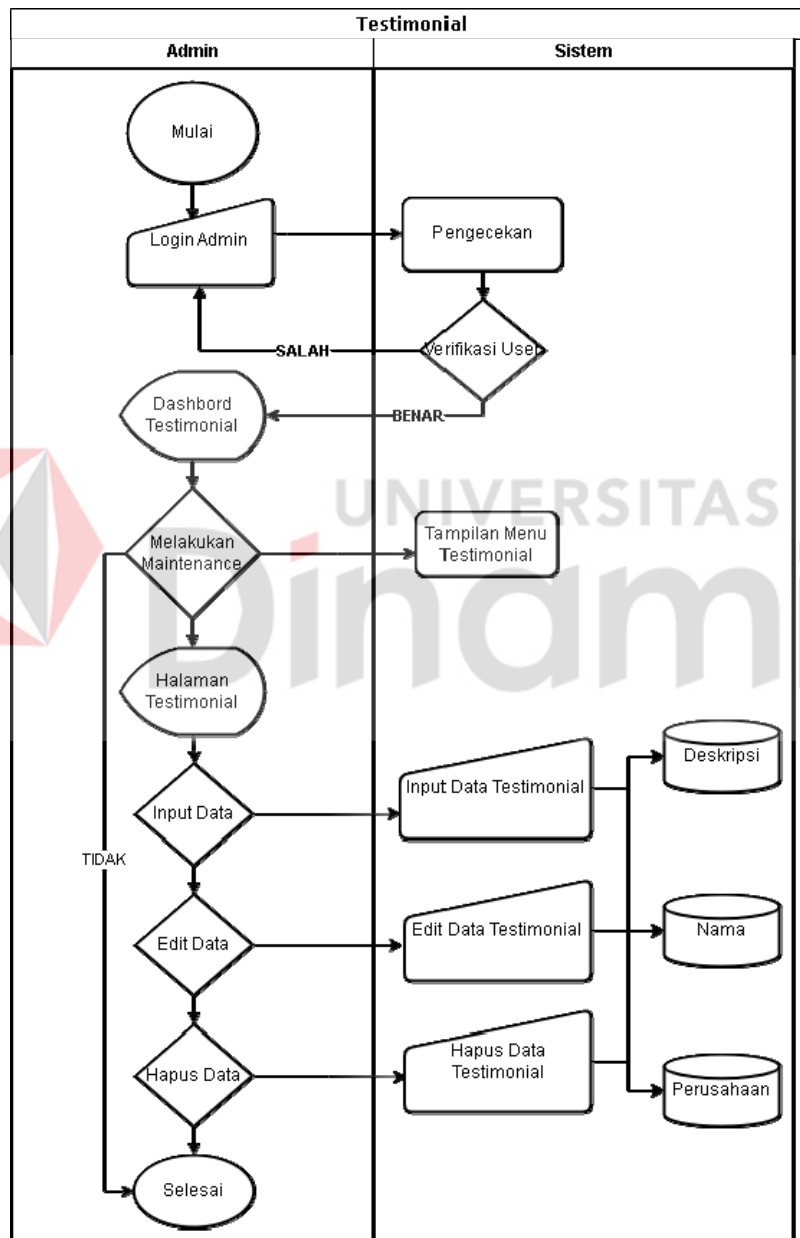 Testimonial
Admin
Sistem
Mulai
Login Admin
Pengecekan
Verifikasi User
SALAH
BENAR
Dashbord
Testimonial
UNIVERSITAS
Dinami
Melakukan
Maintenance
Tampilan Menu
Testimonial
Halaman
Testimonial
Input Data
Input Data Testimonial
Deskripsi
TIDAK
Edit Data
Edit Data Testimonial
Nama
Hapus Data
Hapus Data
Testimonial
Perusahaan
Selesai